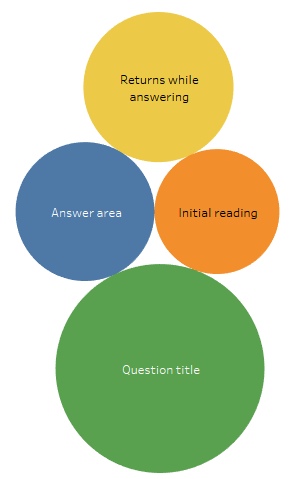 Returns while
answering
Answer area
Initial reading
Question title